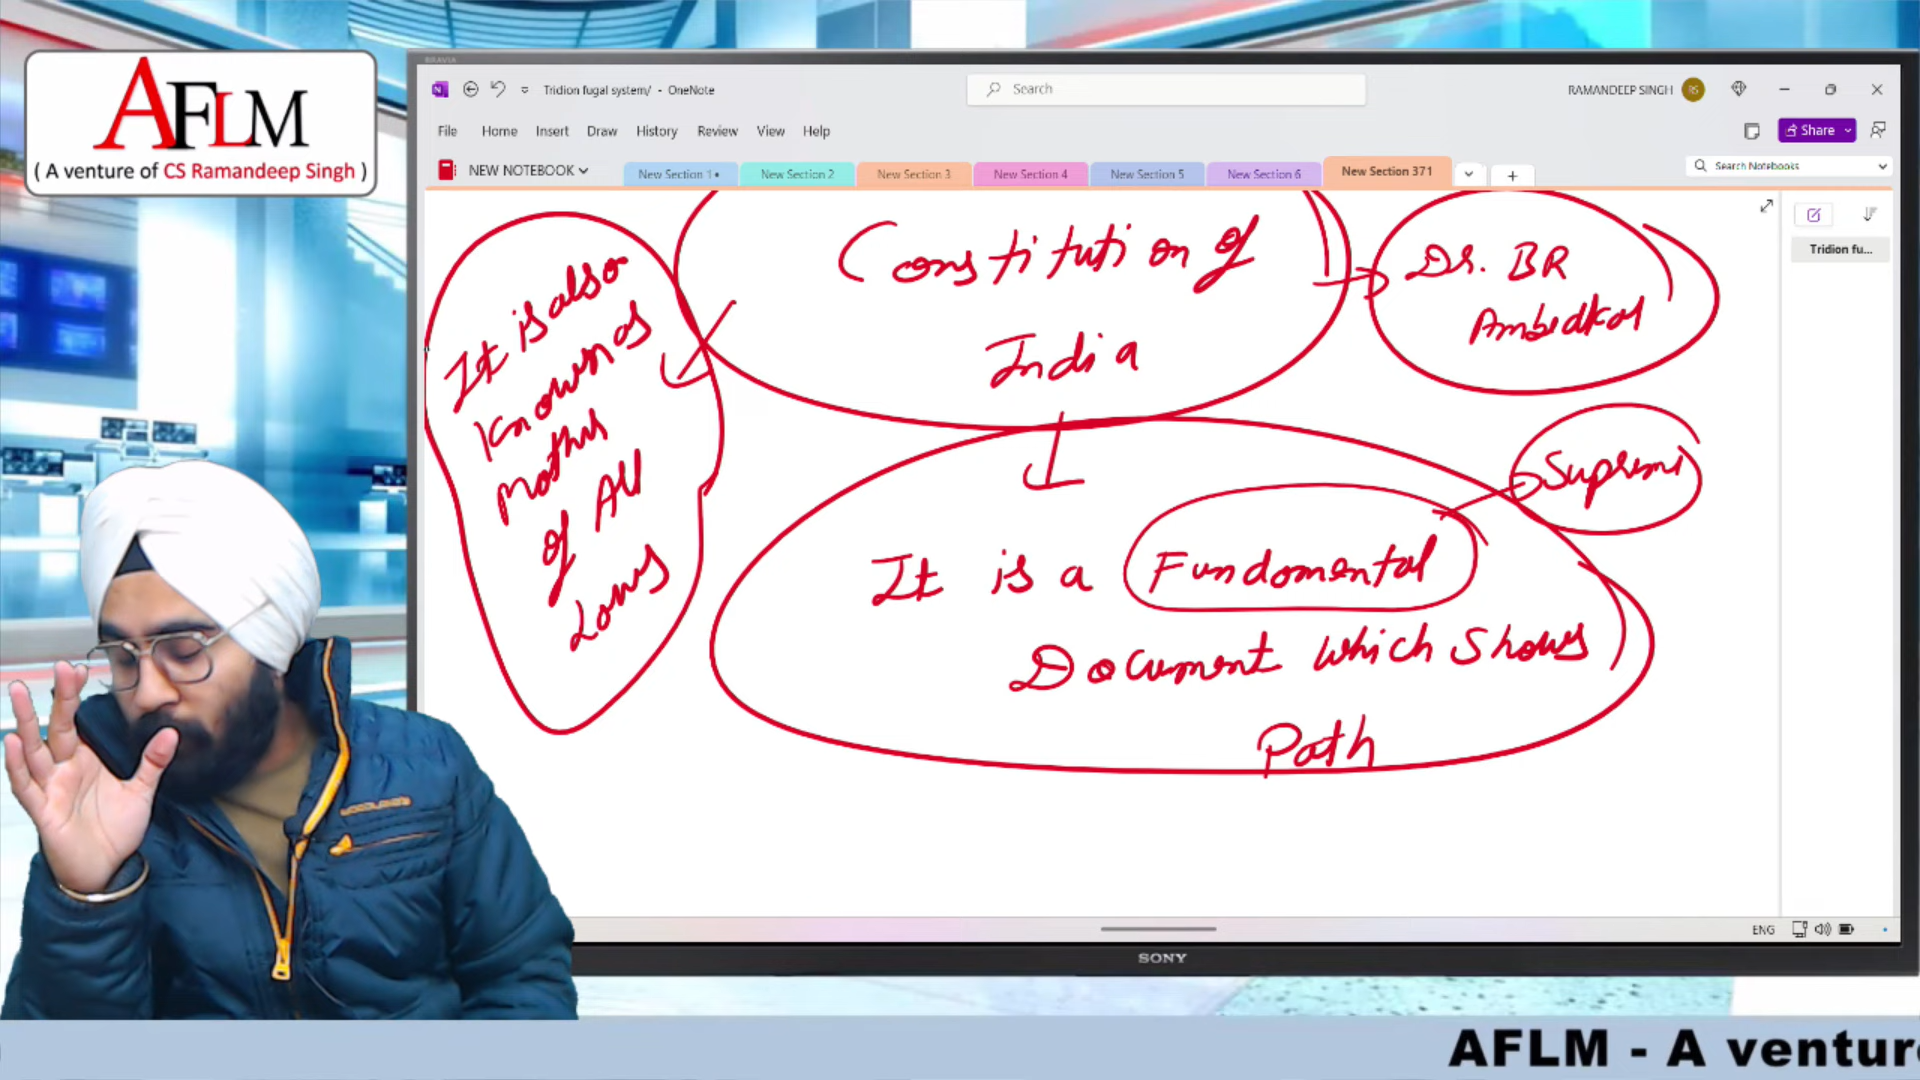 AFLM
( A venture of CS Ramandeep Singh )
BRAVIA
Tridion fugal system/ - OneNote
Search
RAMANDEEP SINGH
RS
File Home Insert Draw History Review View Help
Share
NEW NOTEBOOK
New Section 1 New Section 2 New Section 3 New Section 4 New Section 5 New Section 6 New Section 371
Search Notebooks
Tridion fu...
Constitution of
India
Dr. BR
Ambedkar
It is also
Known as
Mother
of All
Laws
Supreme
It is a Fundamental
Document Which Shows
Path
ENG
SONY
AFLM - A venture